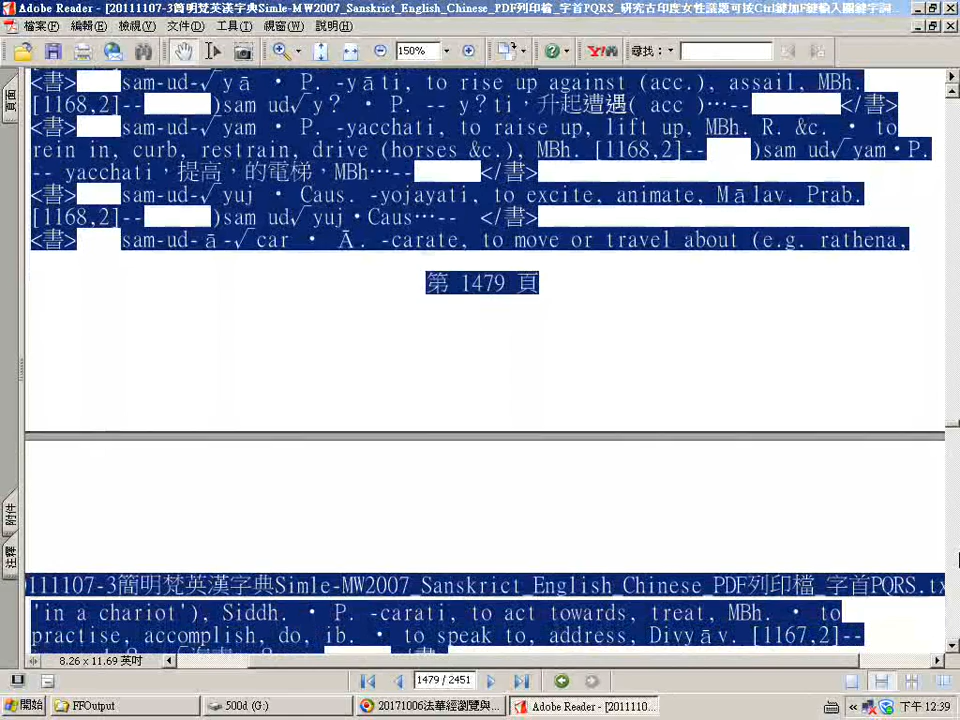 Adobe Reader - [20111107-3簡明梵英漢字典Simle-MW2007_Sanskrict_English_Chinese_PDF列印檔_字首PQRS_研究古印度女性議題可按Ctrl鍵加F鍵輸入關鍵字詞
檔案(F) 編輯(E) 檢視(V) 文件(D) 工具(T) 視窗(W) 說明(H)
150% Y! 尋找:
頁面
<書> sam-ud-√yā • P. -yāti, to rise up against (acc.), assail, MBh.
[1168,2]-- )sam ud√y? • P. -- y?ti,升起遭遇( acc )…-- </書>
<書> sam-ud-√yam • P. -yacchati, to raise up, lift up, MBh. R. &c. • to
rein in, curb, restrain, drive (horses &c.), MBh. [1168,2]-- )sam ud√yam•P.
-- yacchati,提高,的電梯,MBh…-- </書>
<書> sam-ud-√yuj • Caus. -yojayati, to excite, animate, Mālav. Prab.
[1168,2]-- )sam ud√yuj•Caus…-- </書>
<書> sam-ud-ā-√car • Ā. -carate, to move or travel about (e.g. rathena,
第 1479 頁
附件
註釋
111107-3簡明梵英漢字典Simle-MW2007_Sanskrict_English_Chinese_PDF列印檔_字首PQRS.tx
'in a chariot'), Siddh. • P. -carati, to act towards, treat, MBh. • to
practise, accomplish, do, ib. • to speak to, address, Divyāv. [1167,2]--
8.26 x 11.69 英吋
1479 / 2451
開始 FFOutput 500d (G:) 20171006法華經瀏覽與... Adobe Reader - [2011110... 下午 12:39